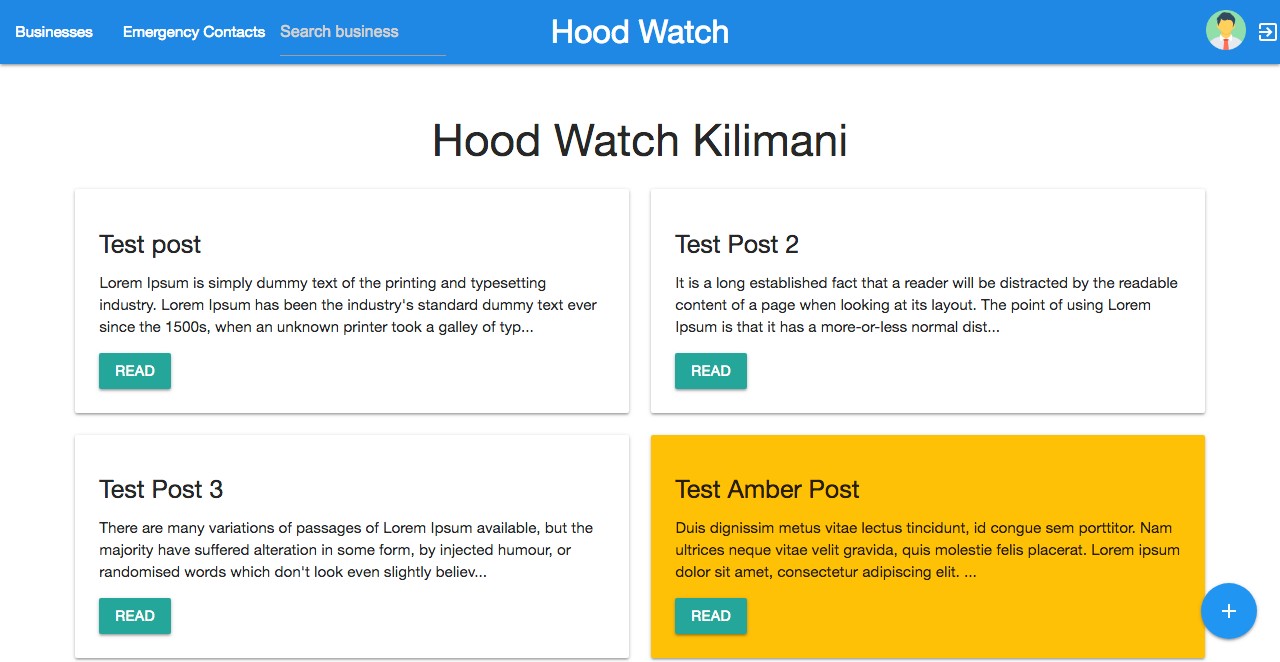 Businesses Emergency Contacts Search business Hood Watch
Hood Watch Kilimani
Test post
Lorem Ipsum is simply dummy text of the printing and typesetting
industry. Lorem Ipsum has been the industry's standard dummy text ever
since the 1500s, when an unknown printer took a galley of typ...
READ
Test Post 2
It is a long established fact that a reader will be distracted by the readable
content of a page when looking at its layout. The point of using Lorem
Ipsum is that it has a more-or-less normal dist...
READ
Test Post 3
There are many variations of passages of Lorem Ipsum available, but the
majority have suffered alteration in some form, by injected humour, or
randomised words which don't look even slightly believ...
READ
Test Amber Post
Duis dignissim metus vitae lectus tincidunt, id congue sem porttitor. Nam
ultrices neque vitae velit gravida, quis molestie felis placerat. Lorem ipsum
dolor sit amet, consectetur adipiscing elit. ...
READ
+